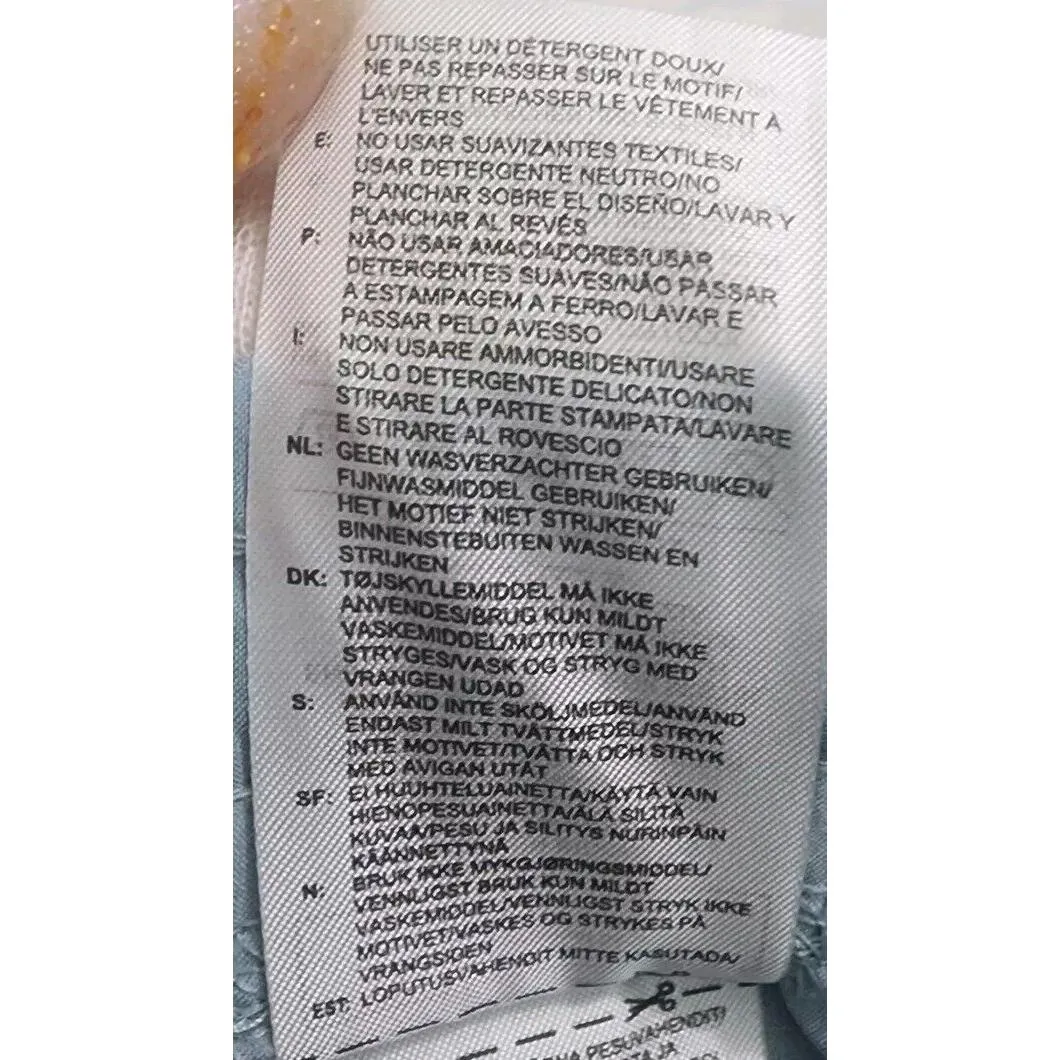 UTILISER UN DÉTERGENT DOUX/
NE PAS REPASSER SUR LE MOTIF/
LAVER ET REPASSER LE VÊTEMENT À
L'ENVERS
E: NO USAR SUAVIZANTES TEXTILES/
USAR DETERGENTE NEUTRO/NO
PLANCHAR SOBRE EL DISEÑO/LAVAR Y
PLANCHAR AL REVÉS
P: NÃO USAR AMACIADORES/USAR
DETERGENTES SUAVES/NÃO PASSAR
A ESTAMPAGEM A FERRO/LAVAR E
PASSAR PELO AVESSO
I: NON USARE AMMORBIDENTI/USARE
SOLO DETERGENTE DELICATO/NON
STIRARE LA PARTE STAMPATA/LAVARE
E STIRARE AL ROVESCIO
NL: GEEN WASVERZACHTER GEBRUIKEN/
FIJNWASMIDDEL GEBRUIKEN/
HET MOTIEF NIET STRIJKEN/
BINNENSTEBUITEN WASSEN EN
STRIJKEN
DK: TØJSKYLLEMIDDEL MÅ IKKE
ANVENDES/BRUG KUN MILDT
VASKEMIDDEL/MOTIVET MÅ IKKE
STRYGES/VASK OG STRYG MED
VRANGEN UDAD
S: ANVÄND INTE SKÖLJMEDEL/ANVÄND
ENDAST MILT TVÄTTMEDEL/STRYK
INTE MOTIVET/TVÄTTA OCH STRYK
MED AVIGAN UTÅT
SF: EI HUUHTELUAINETTA/KÄYTÄ VAIN
HIENOPESUAINETTA/ÄLÄ SILITÄ
KUVAA/PESU JA SILITYS NURINPÄIN
KÄÄNNETTYNÄ
N: BRUK IKKE MYKGJØRINGSMIDDEL/
VENNLIGST BRUK KUN MILDT
VASKEMIDDEL/VENNLIGST STRYK IKKE
MOTIVET/VASKES OG STRYKES PÅ
VRANGSIDEN
EST: LOPUTUSVAHENDIT MITTE KASUTADA/
PESUVAHENDIT/
JA